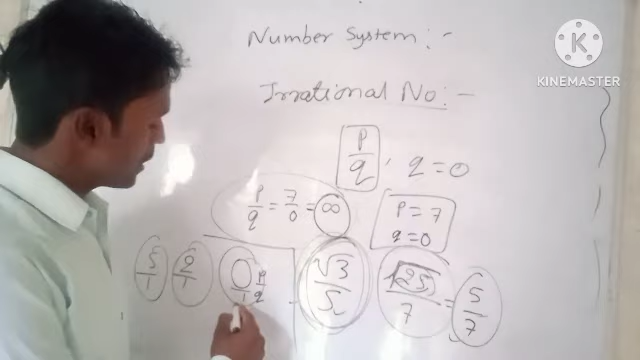 Number System:-
K
KINEMASTER
Irrational No:-
p/q, q=0
p/q = 7/0 = ∞
p=7
q=0
5/1 2/1 0/1 p/q √3/5 √25/7 = 5/7